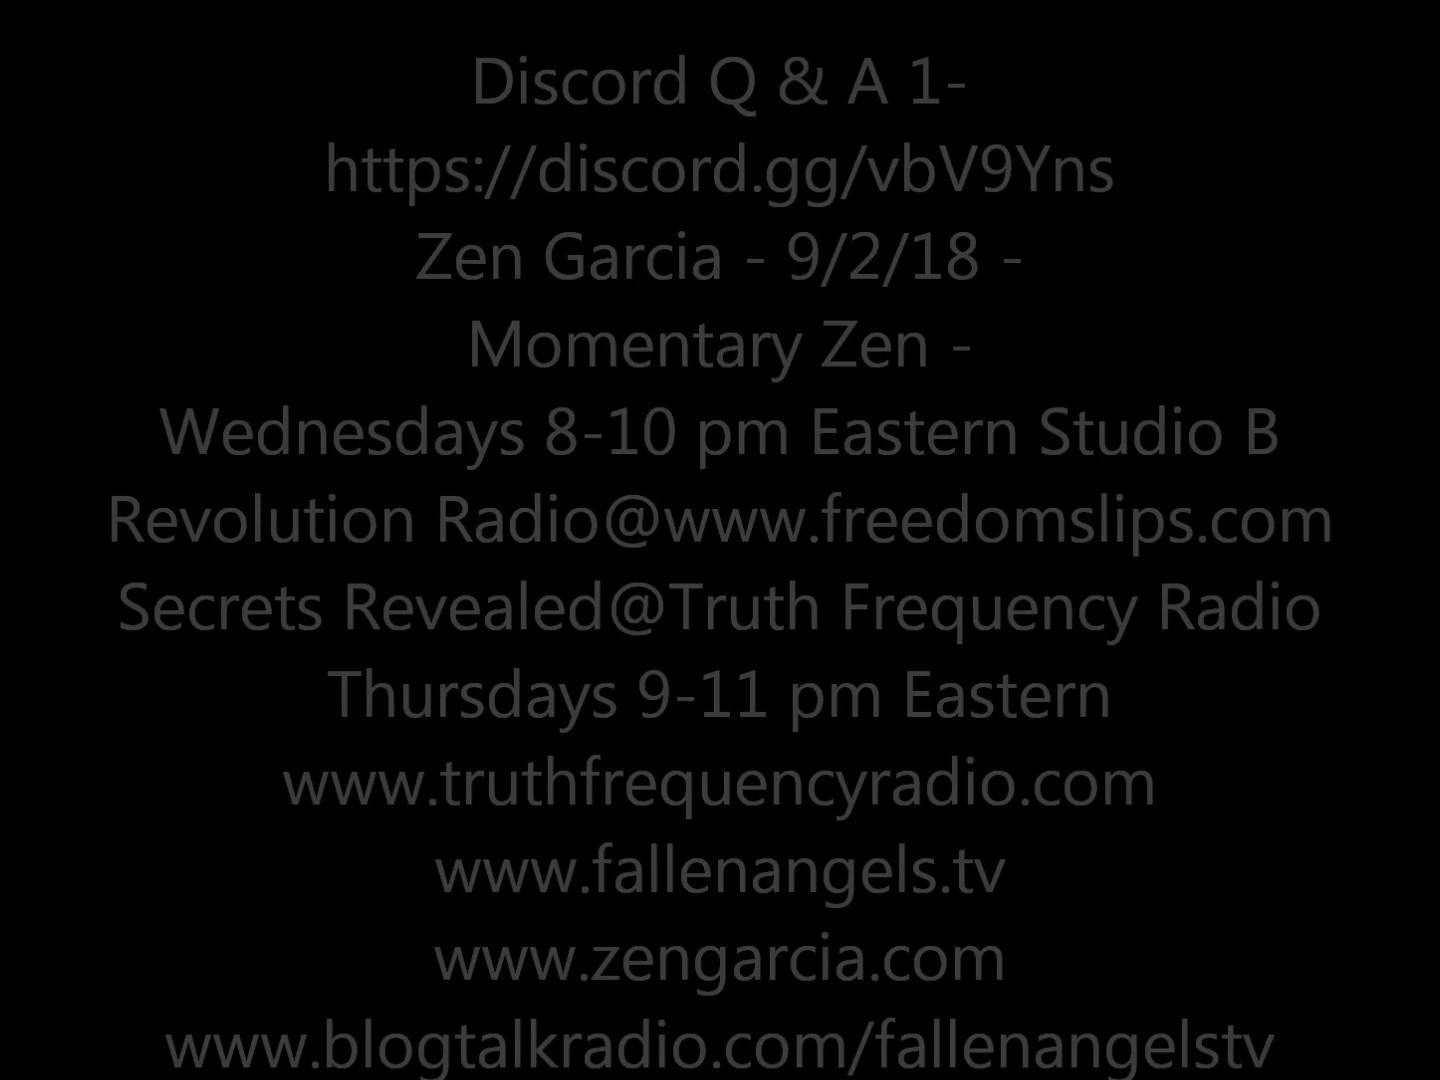 Discord Q & A 1-
https://discord.gg/vbV9Yns
Zen Garcia - 9/2/18 -
Momentary Zen -
Wednesdays 8-10 pm Eastern Studio B
Revolution Radio@www.freedomslips.com
Secrets Revealed@Truth Frequency Radio
Thursdays 9-11 pm Eastern
www.truthfrequencyradio.com
www.fallenangels.tv
www.zengarcia.com
www.blogtalkradio.com/fallenangelstv